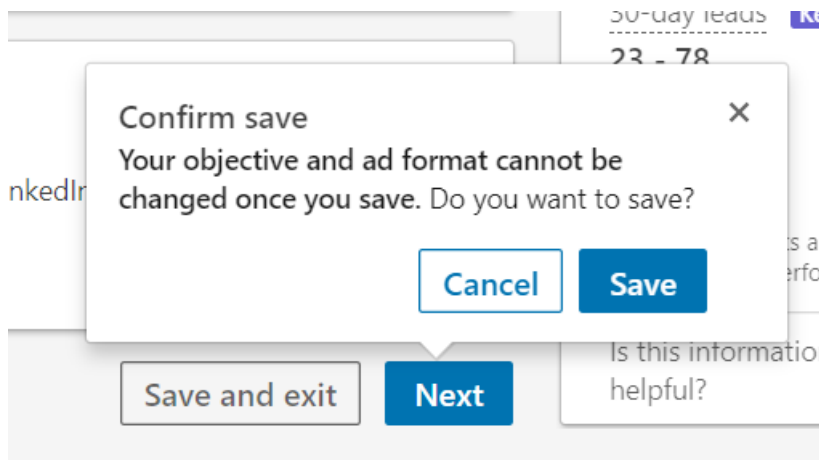 30-day leads
23 - 78
Confirm save
Your objective and ad format cannot be
changed once you save. Do you want to save?
Cancel
Save
Save and exit
Next
Is this
helpful?